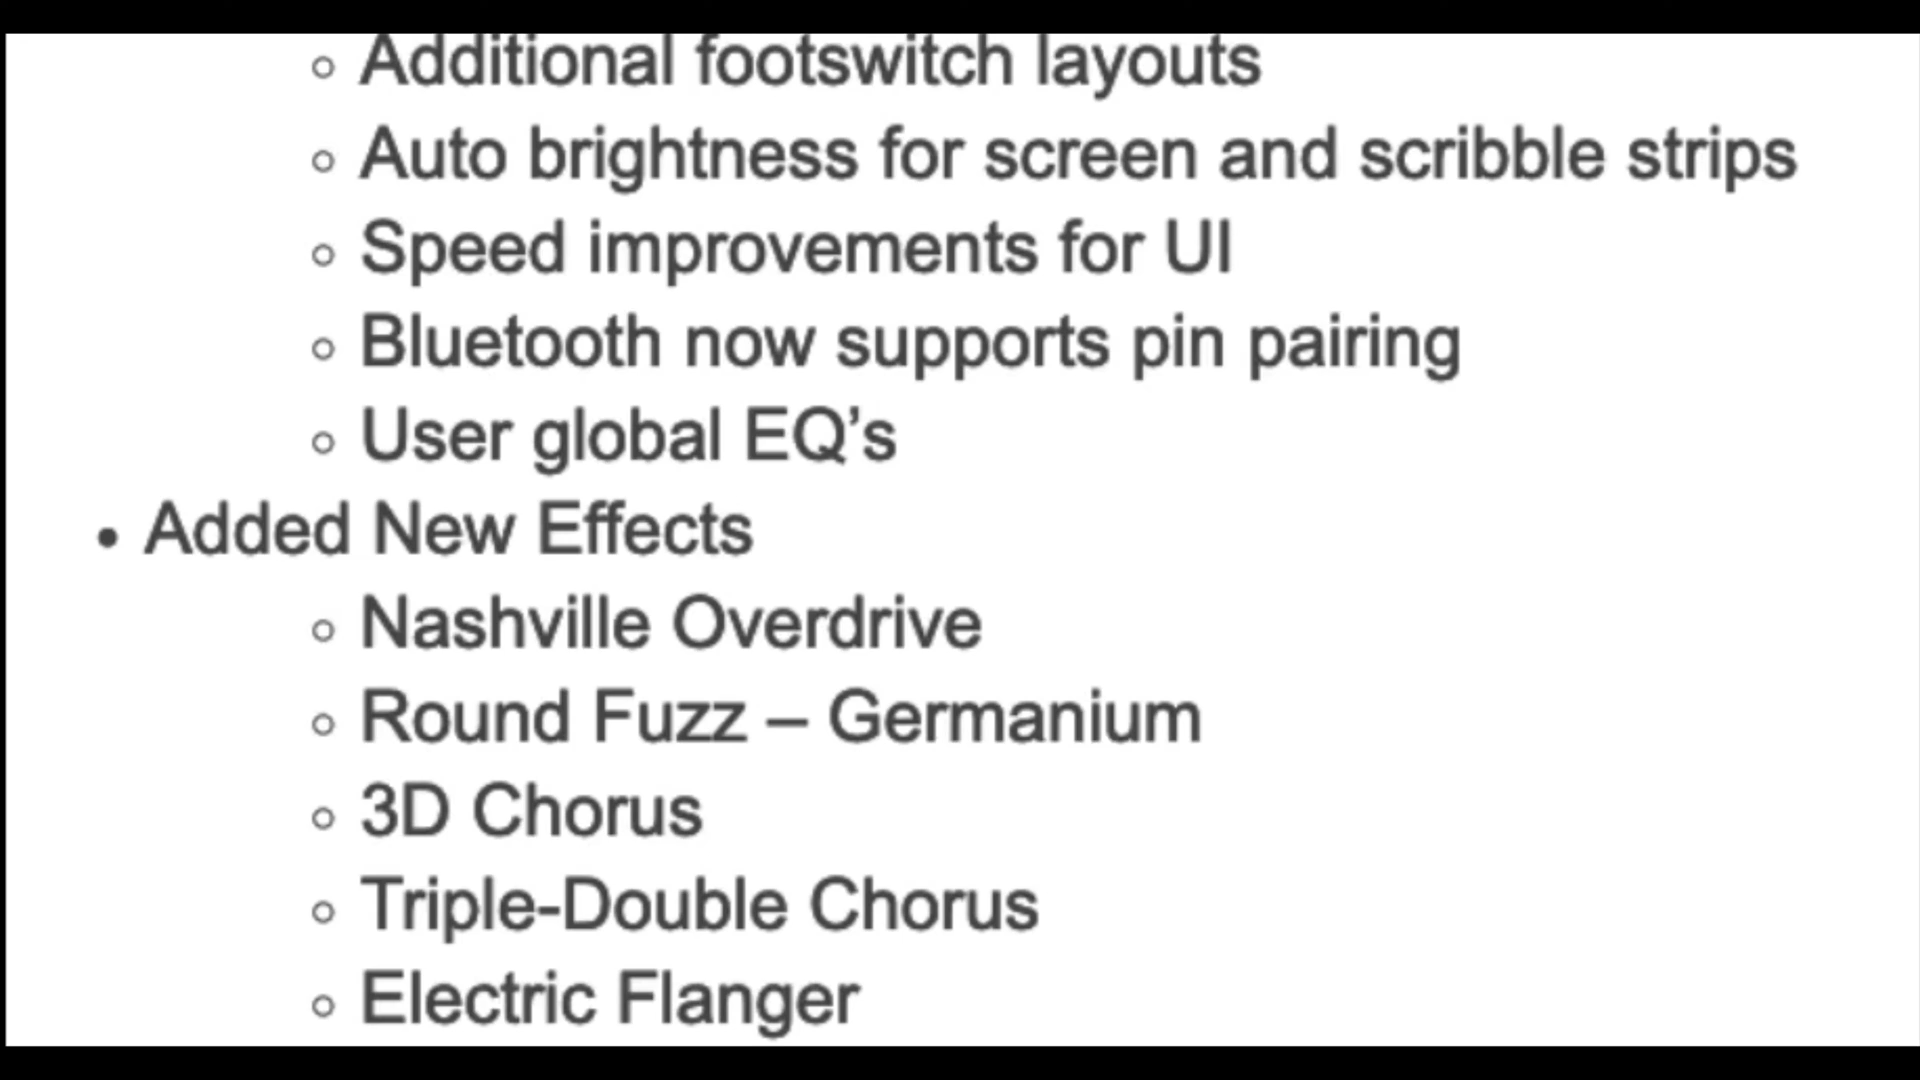 Additional footswitch layouts
Auto brightness for screen and scribble strips
Speed improvements for UI
Bluetooth now supports pin pairing
User global EQ’s
Added New Effects
Nashville Overdrive
Round Fuzz – Germanium
3D Chorus
Triple-Double Chorus
Electric Flanger